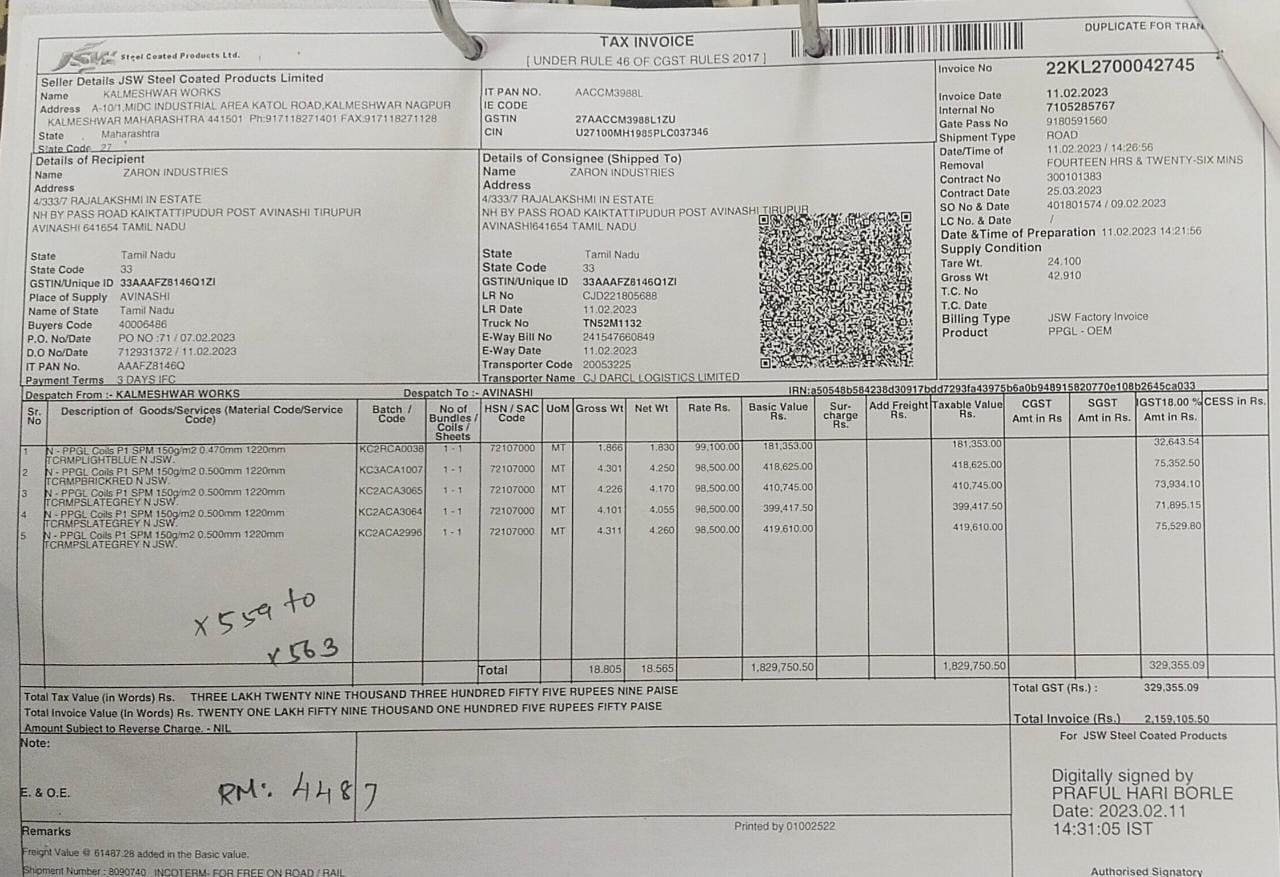 DUPLICATE FOR TRAN
JSW Steel Coated Products Ltd.
TAX INVOICE
[ UNDER RULE 46 OF CGST RULES 2017 ]
Seller Details JSW Steel Coated Products Limited
Name KALMESHWAR WORKS
Address A-10/1,MIDC INDUSTRIAL AREA KATOL ROAD,KALMESHWAR NAGPUR
KALMESHWAR MAHARASHTRA 441501 Ph:917118271401 FAX:917118271128
State Maharashtra
State Code 27
IT PAN NO. AACCM3988L
IE CODE
GSTIN 27AACCM3988L1ZU
CIN U27100MH1985PLC037346
Invoice No 22KL2700042745
Invoice Date 11.02.2023
Internal No 7105285767
Gate Pass No 9180591560
Shipment Type ROAD
Date/Time of 11.02.2023 / 14:26:56
Removal FOURTEEN HRS & TWENTY-SIX MINS
Contract No 300101383
Contract Date 25.03.2023
SO No & Date 401801574 / 09.02.2023
LC No. & Date /
Date &Time of Preparation 11.02.2023 14:21:56
Supply Condition
Tare Wt. 24.100
Gross Wt 42.910
T.C. No
T.C. Date
Billing Type JSW Factory Invoice
Product PPGL - OEM
Details of Recipient
Name ZARON INDUSTRIES
Address
4/333/7 RAJALAKSHMI IN ESTATE
NH BY PASS ROAD KAIKTATTIPUDUR POST AVINASHI TIRUPUR
AVINASHI 641654 TAMIL NADU
State Tamil Nadu
State Code 33
GSTIN/Unique ID 33AAAFZ8146Q1ZI
Place of Supply AVINASHI
Name of State Tamil Nadu
Buyers Code 40006486
P.O. No/Date PO NO :71 / 07.02.2023
D.O No/Date 712931372 / 11.02.2023
IT PAN No. AAAFZ8146Q
Payment Terms 3 DAYS IFC
Details of Consignee (Shipped To)
Name ZARON INDUSTRIES
Address
4/333/7 RAJALAKSHMI IN ESTATE
NH BY PASS ROAD KAIKTATTIPUDUR POST AVINASHI TIRUPUR
AVINASHI641654 TAMIL NADU
State Tamil Nadu
State Code 33
GSTIN/Unique ID 33AAAFZ8146Q1ZI
LR No CJD221805688
LR Date 11.02.2023
Truck No TN52M1132
E-Way Bill No 241547660849
E-Way Date 11.02.2023
Transporter Code 20053225
Transporter Name CJ DARCL LOGISTICS LIMITED
Despatch From :- KALMESHWAR WORKS Despatch To :- AVINASHI IRN:a50548b584238d30917bdd7293fa43975b6a0b948915820770e108b2645ca033
Sr. No Description of Goods/Services (Material Code/Service Code) Batch / Code No of Bundles / Coils / Sheets HSN / SAC Code UoM Gross Wt Net Wt Rate Rs. Basic Value Rs. Sur-charge Rs. Add Freight Rs. Taxable Value Rs. CGST Amt in Rs SGST Amt in Rs. IGST18.00 % Amt in Rs. CESS in Rs.
1 N - PPGL Coils P1 SPM 150g/m2 0.470mm 1220mm KC2RCA0038 1 - 1 72107000 MT 1.866 1.830 99,100.00 181,353.00 181,353.00 32,643.54
TCRMPLIGHTBLUE N JSW.
2 N - PPGL Coils P1 SPM 150g/m2 0.500mm 1220mm KC3ACA1007 1 - 1 72107000 MT 4.301 4.250 98,500.00 418,625.00 418,625.00 75,352.50
TCRMPBRICKRED N JSW.
3 N - PPGL Coils P1 SPM 150g/m2 0.500mm 1220mm KC2ACA3065 1 - 1 72107000 MT 4.226 4.170 98,500.00 410,745.00 410,745.00 73,934.10
TCRMPSLATEGREY N JSW.
4 N - PPGL Coils P1 SPM 150g/m2 0.500mm 1220mm KC2ACA3064 1 - 1 72107000 MT 4.101 4.055 98,500.00 399,417.50 399,417.50 71,895.15
TCRMPSLATEGREY N JSW.
5 N - PPGL Coils P1 SPM 150g/m2 0.500mm 1220mm KC2ACA2996 1 - 1 72107000 MT 4.311 4.260 98,500.00 419,610.00 419,610.00 75,529.80
TCRMPSLATEGREY N JSW.
X559 to
X563
Total 18.805 18.565 1,829,750.50 1,829,750.50 329,355.09
Total Tax Value (in Words) Rs. THREE LAKH TWENTY NINE THOUSAND THREE HUNDRED FIFTY FIVE RUPEES NINE PAISE
Total Invoice Value (In Words) Rs. TWENTY ONE LAKH FIFTY NINE THOUSAND ONE HUNDRED FIVE RUPEES FIFTY PAISE
Amount Subject to Reverse Charge. - NIL
Total GST (Rs.) : 329,355.09
Total Invoice (Rs.) 2,159,105.50
Note:
RM: 4487
E. & O.E.
For JSW Steel Coated Products
Digitally signed by
PRAFUL HARI BORLE
Date: 2023.02.11
14:31:05 IST
Authorised Signatory
Remarks
Printed by 01002522
Freight Value @ 61487.28 added in the Basic value.
Shipment Number : 8090740 INCOTERM- FOR FREE ON ROAD / RAIL